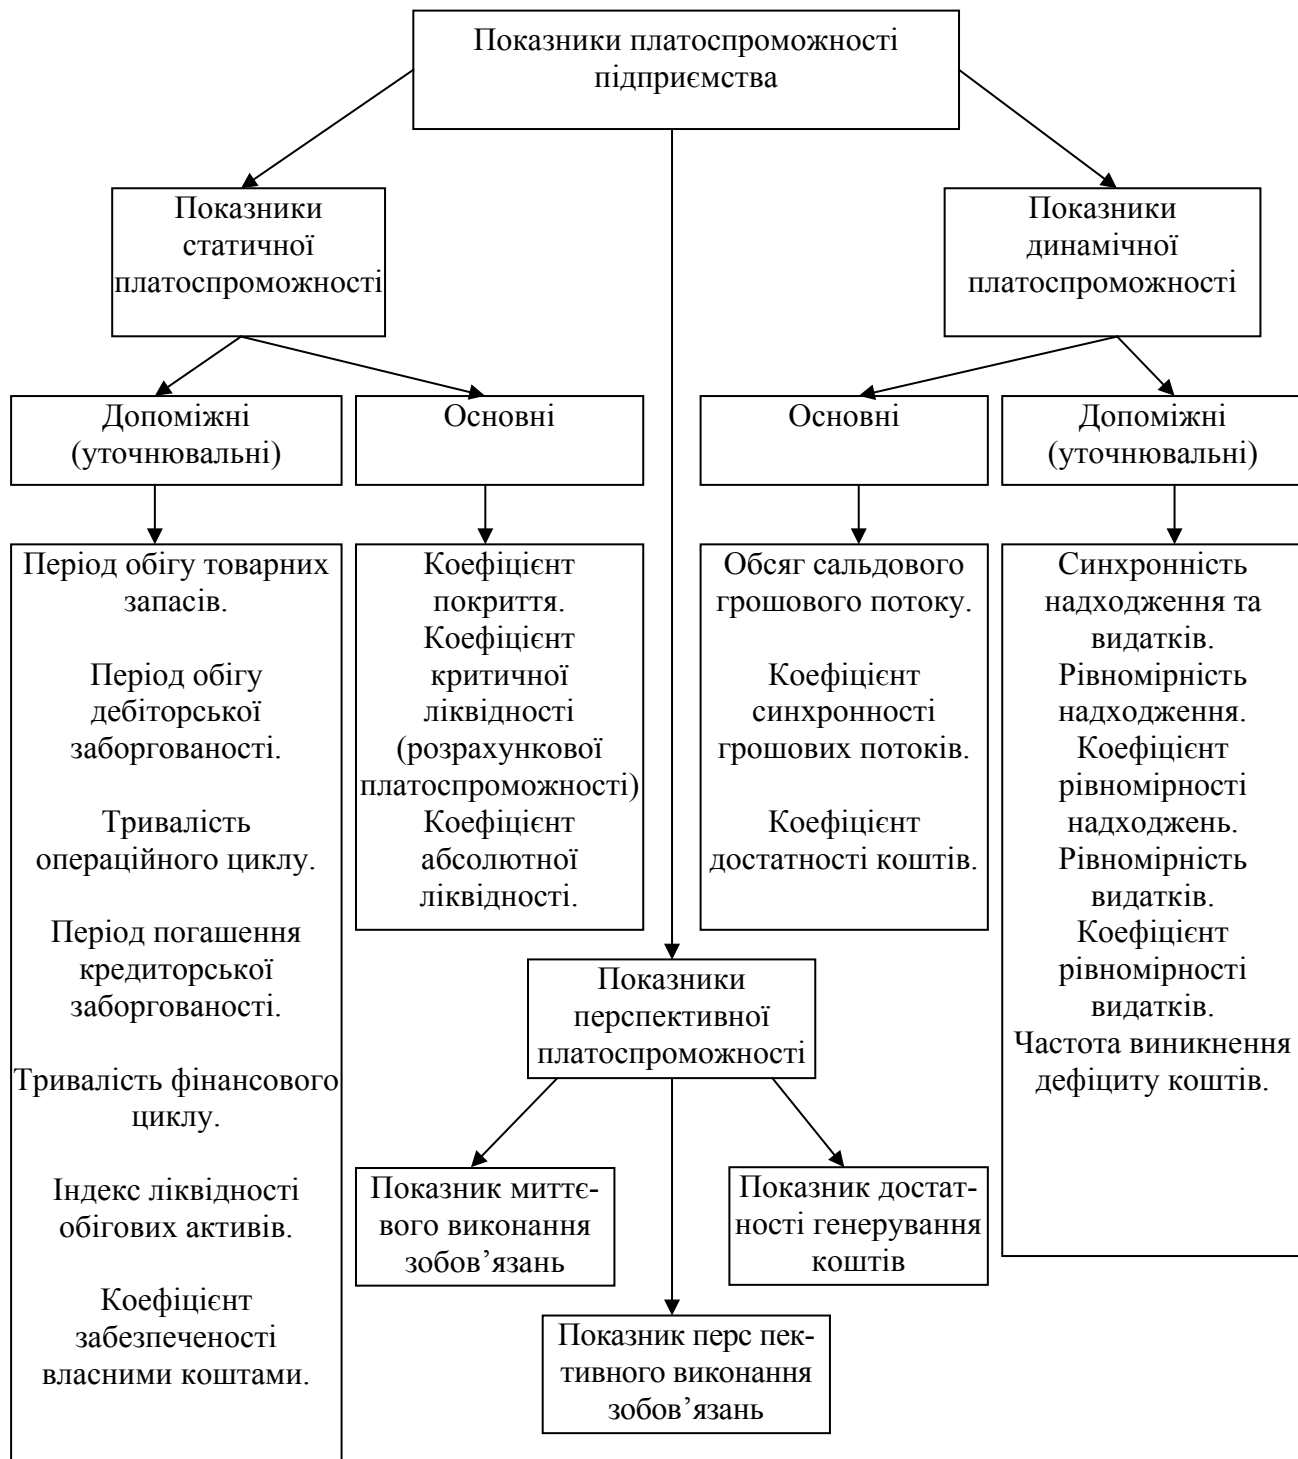 Показники платоспроможності
підприємства
Показники
статичної
платоспроможності
Показники
динамічної
платоспроможності
Допоміжні
(уточнювальні)
Основні
Основні
Допоміжні
(уточнювальні)
Період обігу товарних
запасів.
Період обігу
дебіторської
заборгованості.
Тривалість
операційного циклу.
Період погашення
кредиторської
заборгованості.
Тривалість фінансового
циклу.
Індекс ліквідності
обігових активів.
Коефіцієнт
забезпеченості
власними коштами.
Коефіцієнт
покриття.
Коефіцієнт
критичної
ліквідності
(розрахункової
платоспроможності)
Коефіцієнт
абсолютної
ліквідності.
Обсяг сальдового
грошового потоку.
Коефіцієнт
синхронності
грошових потоків.
Коефіцієнт
достатності коштів.
Синхронність
надходження та
видатків.
Рівномірність
надходження.
Коефіцієнт
рівномірності
надходжень.
Рівномірність
видатків.
Коефіцієнт
рівномірності
видатків.
Частота виникнення
дефіциту коштів.
Показники
перспективної
платоспроможності
Показник миттє-
вого виконання
зобов’язань
Показник достат-
ності генерування
коштів
Показник перс пек-
тивного виконання
зобов’язань